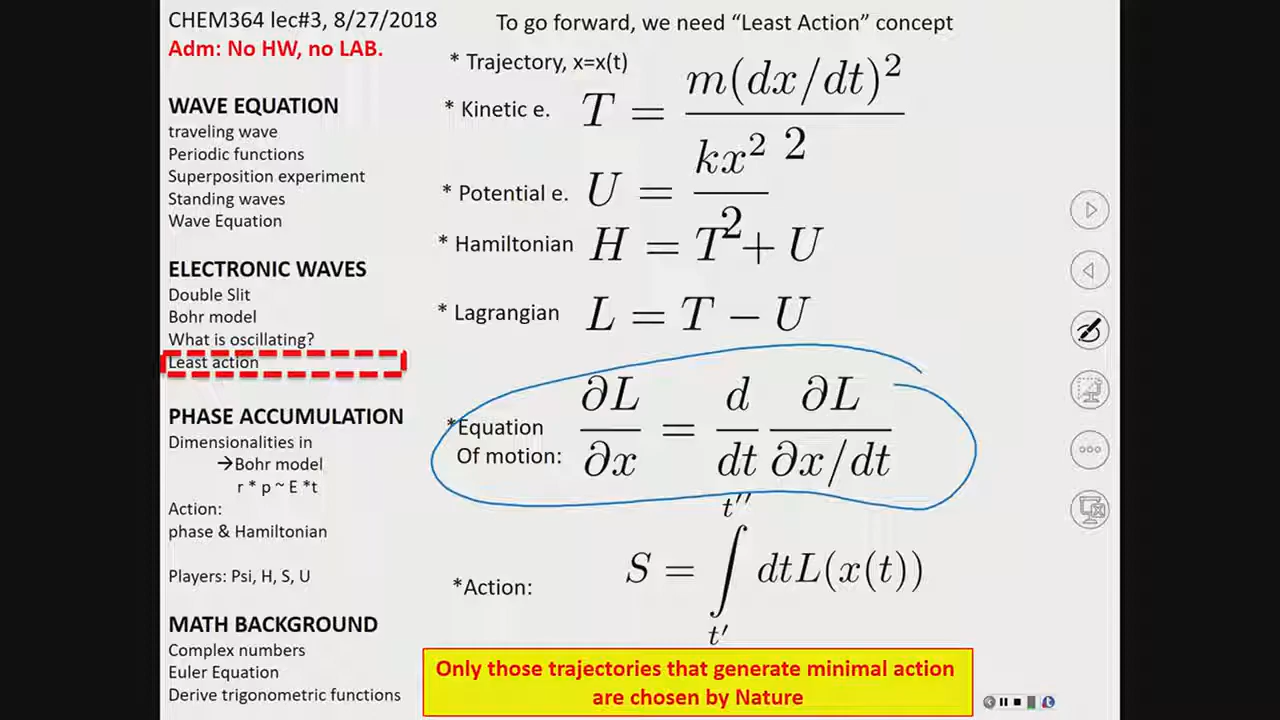 CHEM364 lec#3, 8/27/2018
Adm: No HW, no LAB.
WAVE EQUATION
traveling wave
Periodic functions
Superposition experiment
Standing waves
Wave Equation
ELECTRONIC WAVES
Double Slit
Bohr model
What is oscillating?
Least action
PHASE ACCUMULATION
Dimensionalities in
→Bohr model
r * p ~ E *t
Action:
phase & Hamiltonian
Players: Psi, H, S, U
MATH BACKGROUND
Complex numbers
Euler Equation
Derive trigonometric functions
To go forward, we need “Least Action” concept
* Trajectory, x=x(t)
* Kinetic e. T = m(dx/dt)² / 2
* Potential e. U = kx² / 2
* Hamiltonian H = T + U
* Lagrangian L = T − U
*Equation
Of motion: ∂L/∂x = d/dt ∂L/∂x/dt
*Action: S = ∫ t' t'' dtL(x(t))
Only those trajectories that generate minimal action
are chosen by Nature